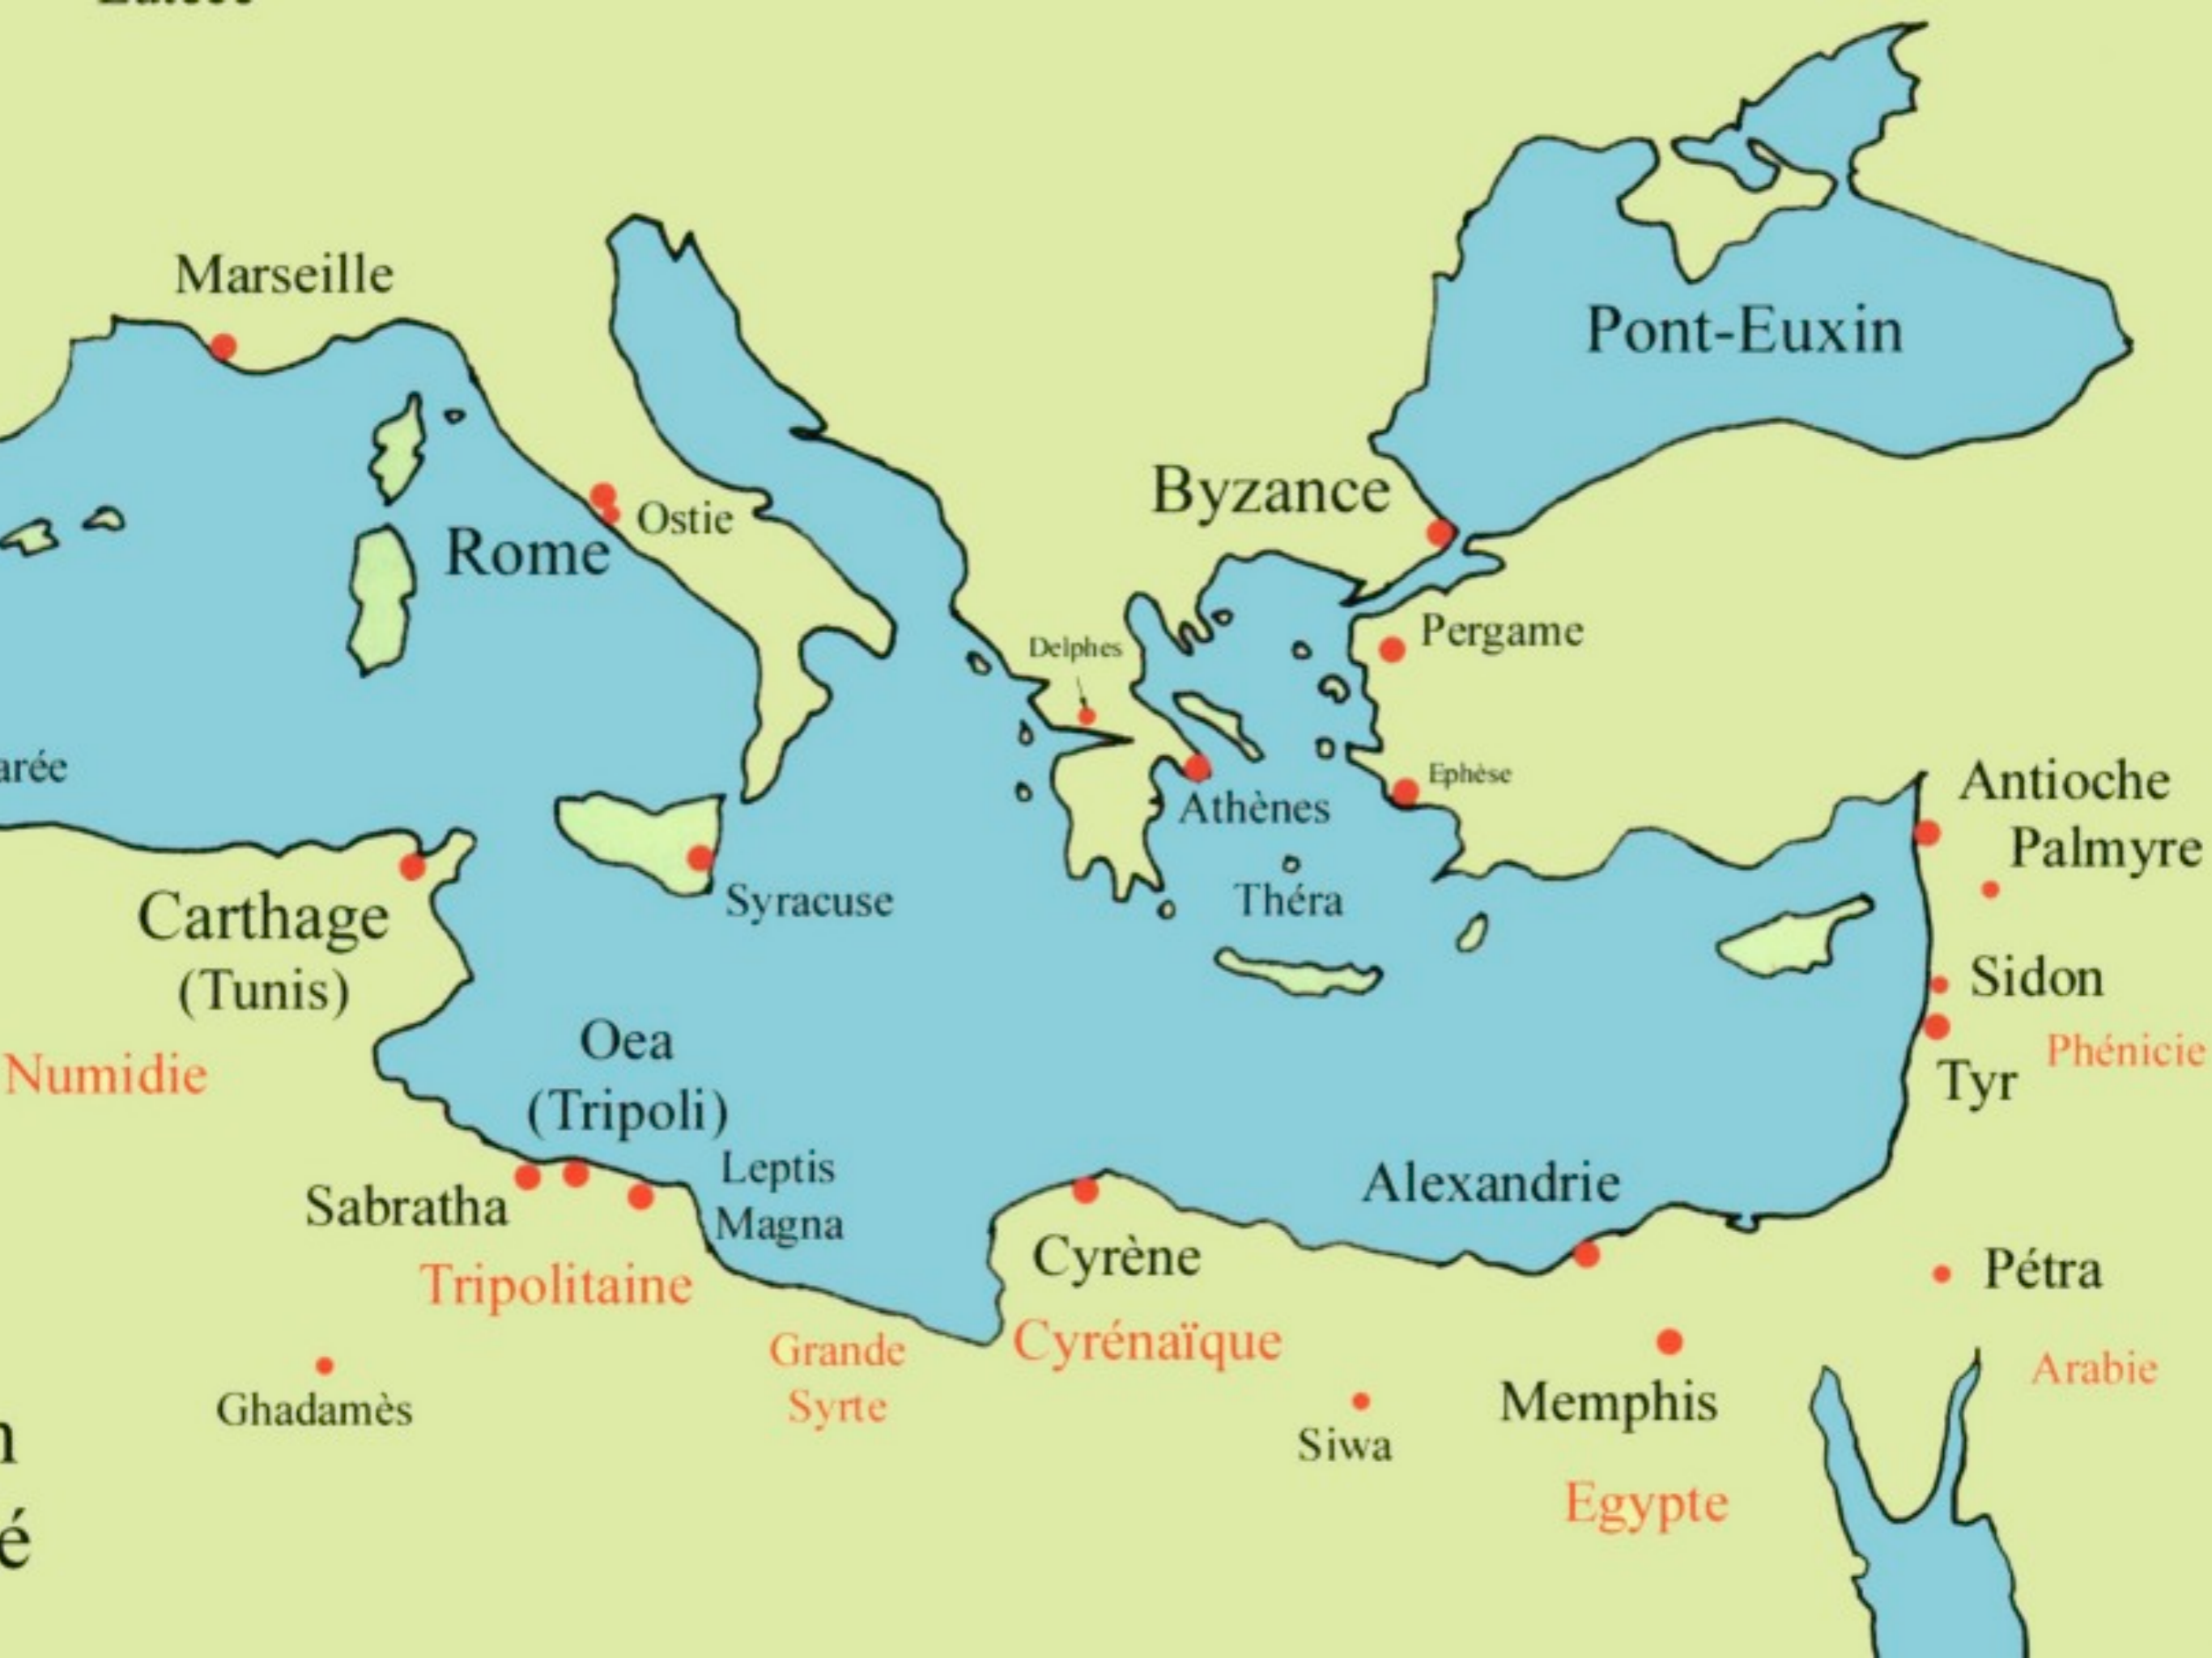 Marseille
Pont-Euxin
Byzance
Ostie
Rome
Pergame
Delphes
Ephèse
Antioche
Athènes
Palmyre
Syracuse
Théra
Carthage
(Tunis)
Sidon
Oea
(Tripoli)
Numidie
Phénicie
Tyr
Leptis
Magna
Alexandrie
Sabratha
Cyrène
Pétra
Tripolitaine
Grande
Syrte
Cyrénaïque
Arabie
Ghadamès
Siwa
Memphis
Egypte